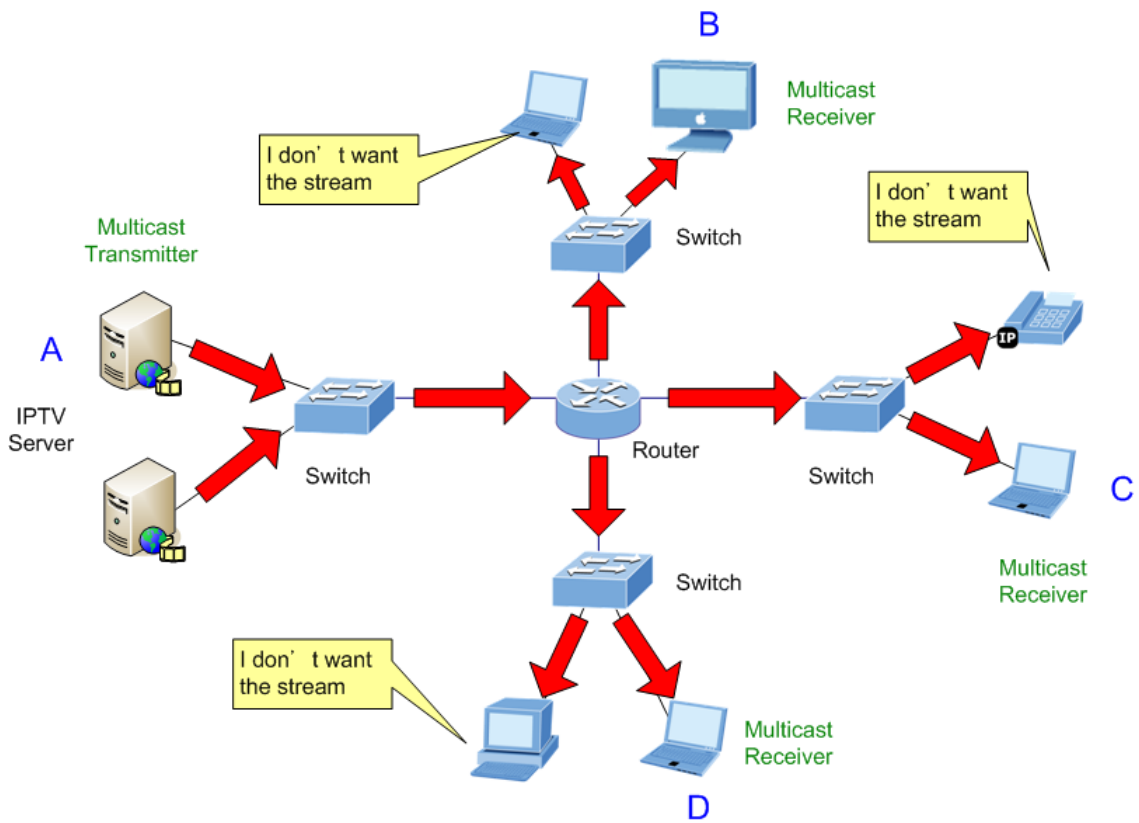 B
Multicast
Receiver
I don't want
the stream
I don't want
the stream
Switch
Multicast
Transmitter
A
IP
IPTV
Server
Switch
Router
Switch
C
Multicast
Receiver
Switch
I don't want
the stream
Multicast
Receiver
D